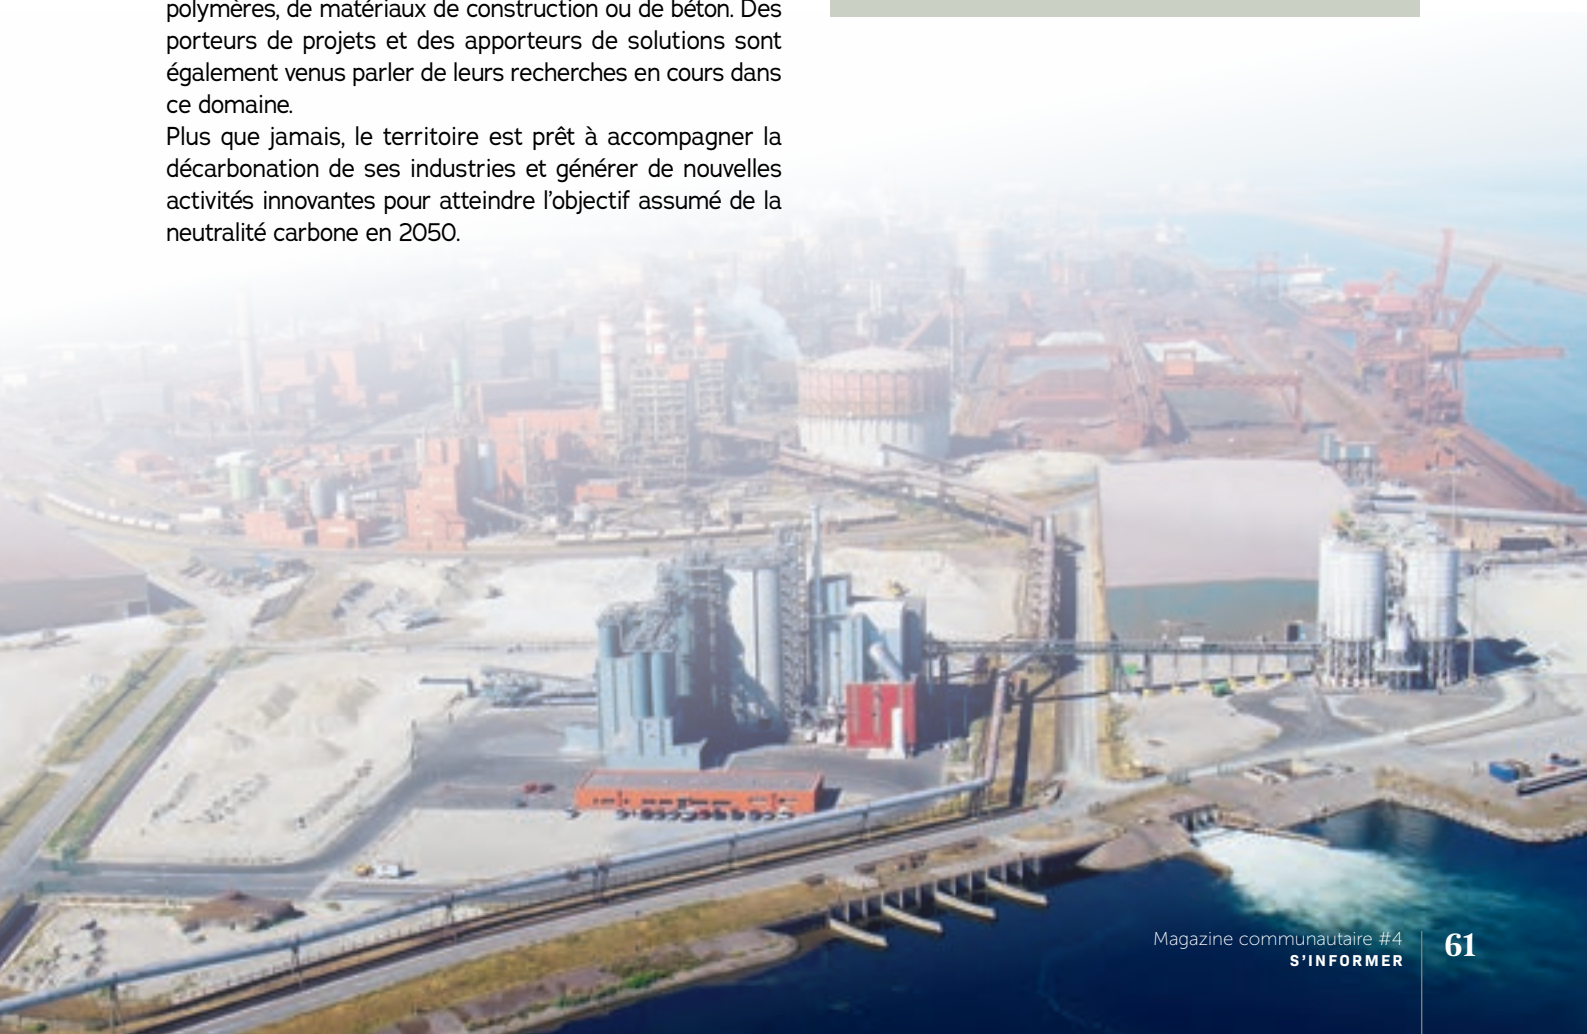 polymères, de matériaux de construction ou de béton. Des
porteurs de projets et des apporteurs de solutions sont
également venus parler de leurs recherches en cours dans
ce domaine.
Plus que jamais, le territoire est prêt à accompagner la
décarbonation de ses industries et générer de nouvelles
activités innovantes pour atteindre l’objectif assumé de la
neutralité carbone en 2050.
Magazine communautaire #4
S’INFORMER
61